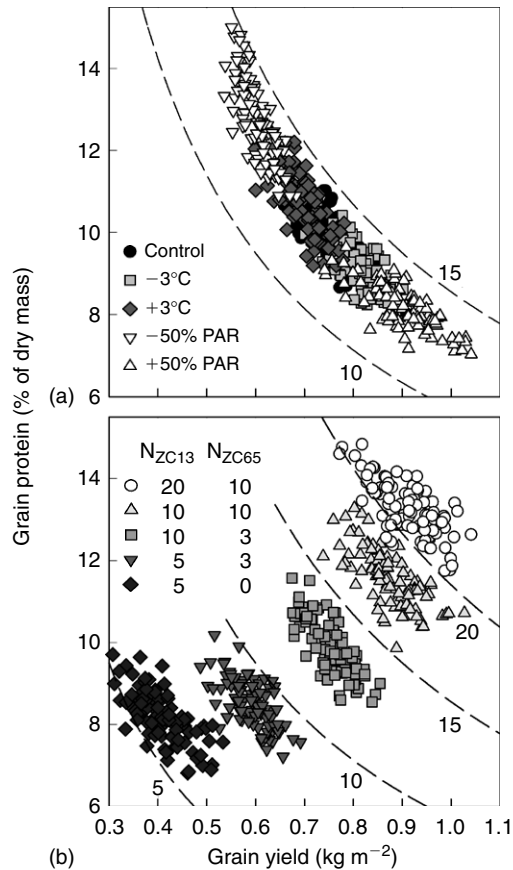 Grain protein (% of dry mass)
14
12
10
8
6
Control
−3°C
+3°C
−50% PAR
+50% PAR
15
10
(a)
14
12
10
8
6
N_ZC13 N_ZC65
20 10
10 10
10 3
5 3
5 0
20
15
10
5
0.3 0.4 0.5 0.6 0.7 0.8 0.9 1.0 1.1
(b) Grain yield (kg m⁻²)